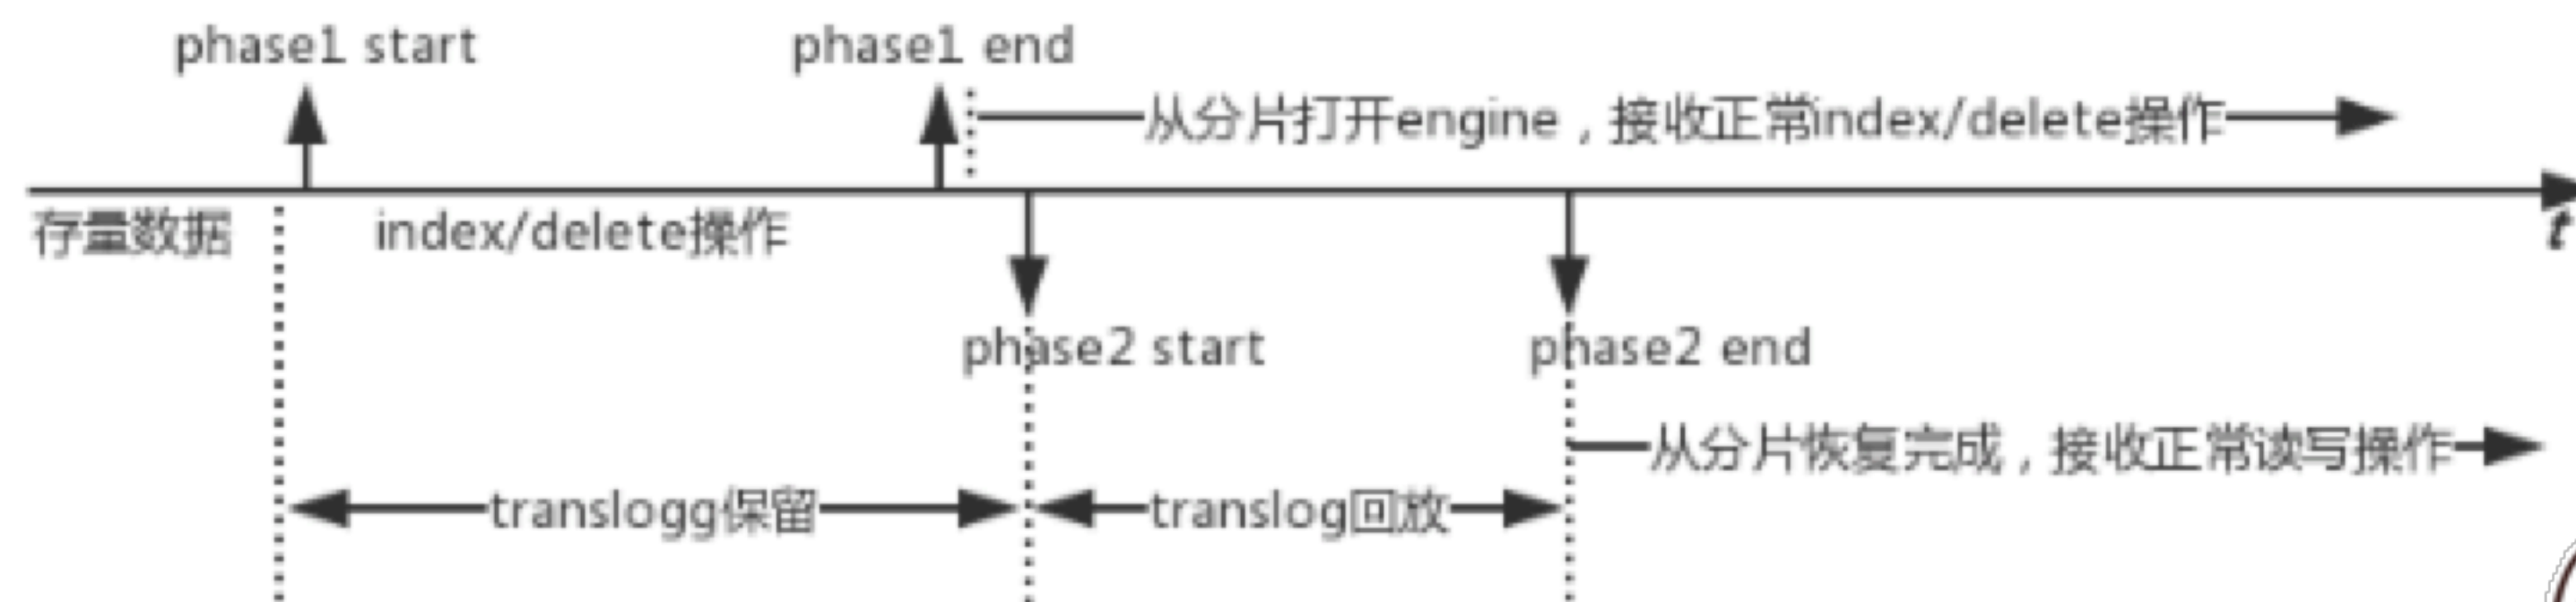 phase1 start
phase1 end
从分片打开engine，接收正常index/delete操作
存量数据
index/delete操作
t
phase2 start
phase2 end
从分片恢复完成，接收正常读写操作
translogg保留
translog回放